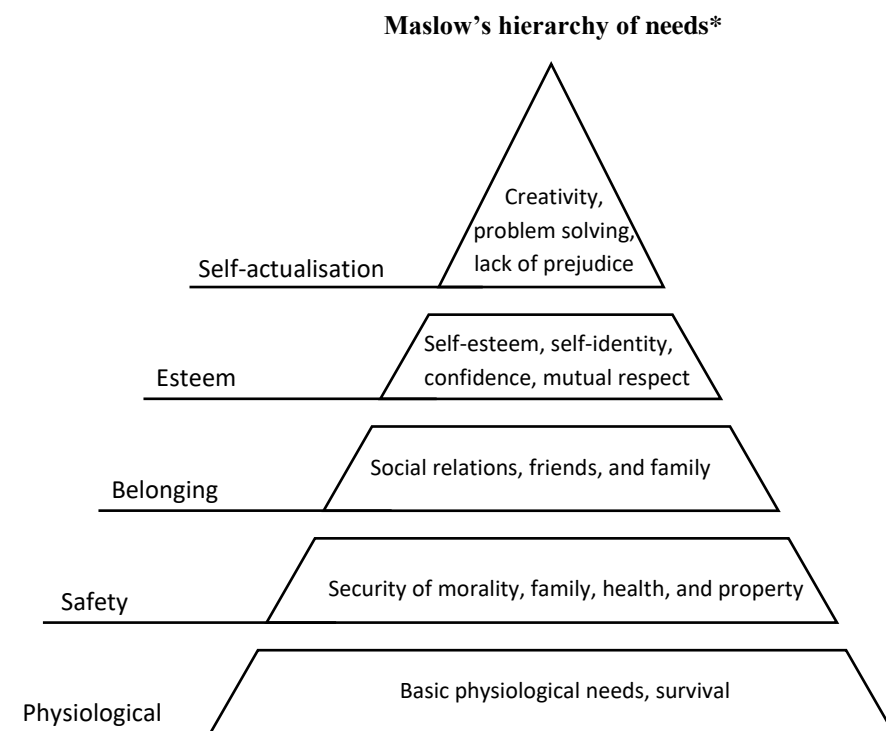 Maslow’s hierarchy of needs*
Creativity,
problem solving,
lack of prejudice
Self-actualisation
Self-esteem, self-identity,
confidence, mutual respect
Esteem
Social relations, friends, and family
Belonging
Security of morality, family, health, and property
Safety
Basic physiological needs, survival
Physiological